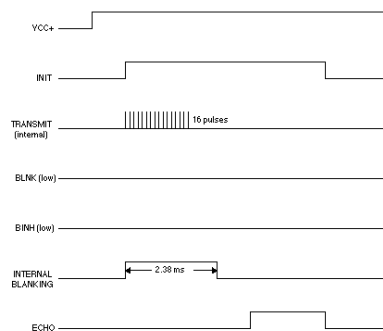 VCC+
INIT
TRANSMIT
(internal)
16 pulses
BLNK (low)
BINH (low)
INTERNAL
BLANKING
2.38 ms
ECHO